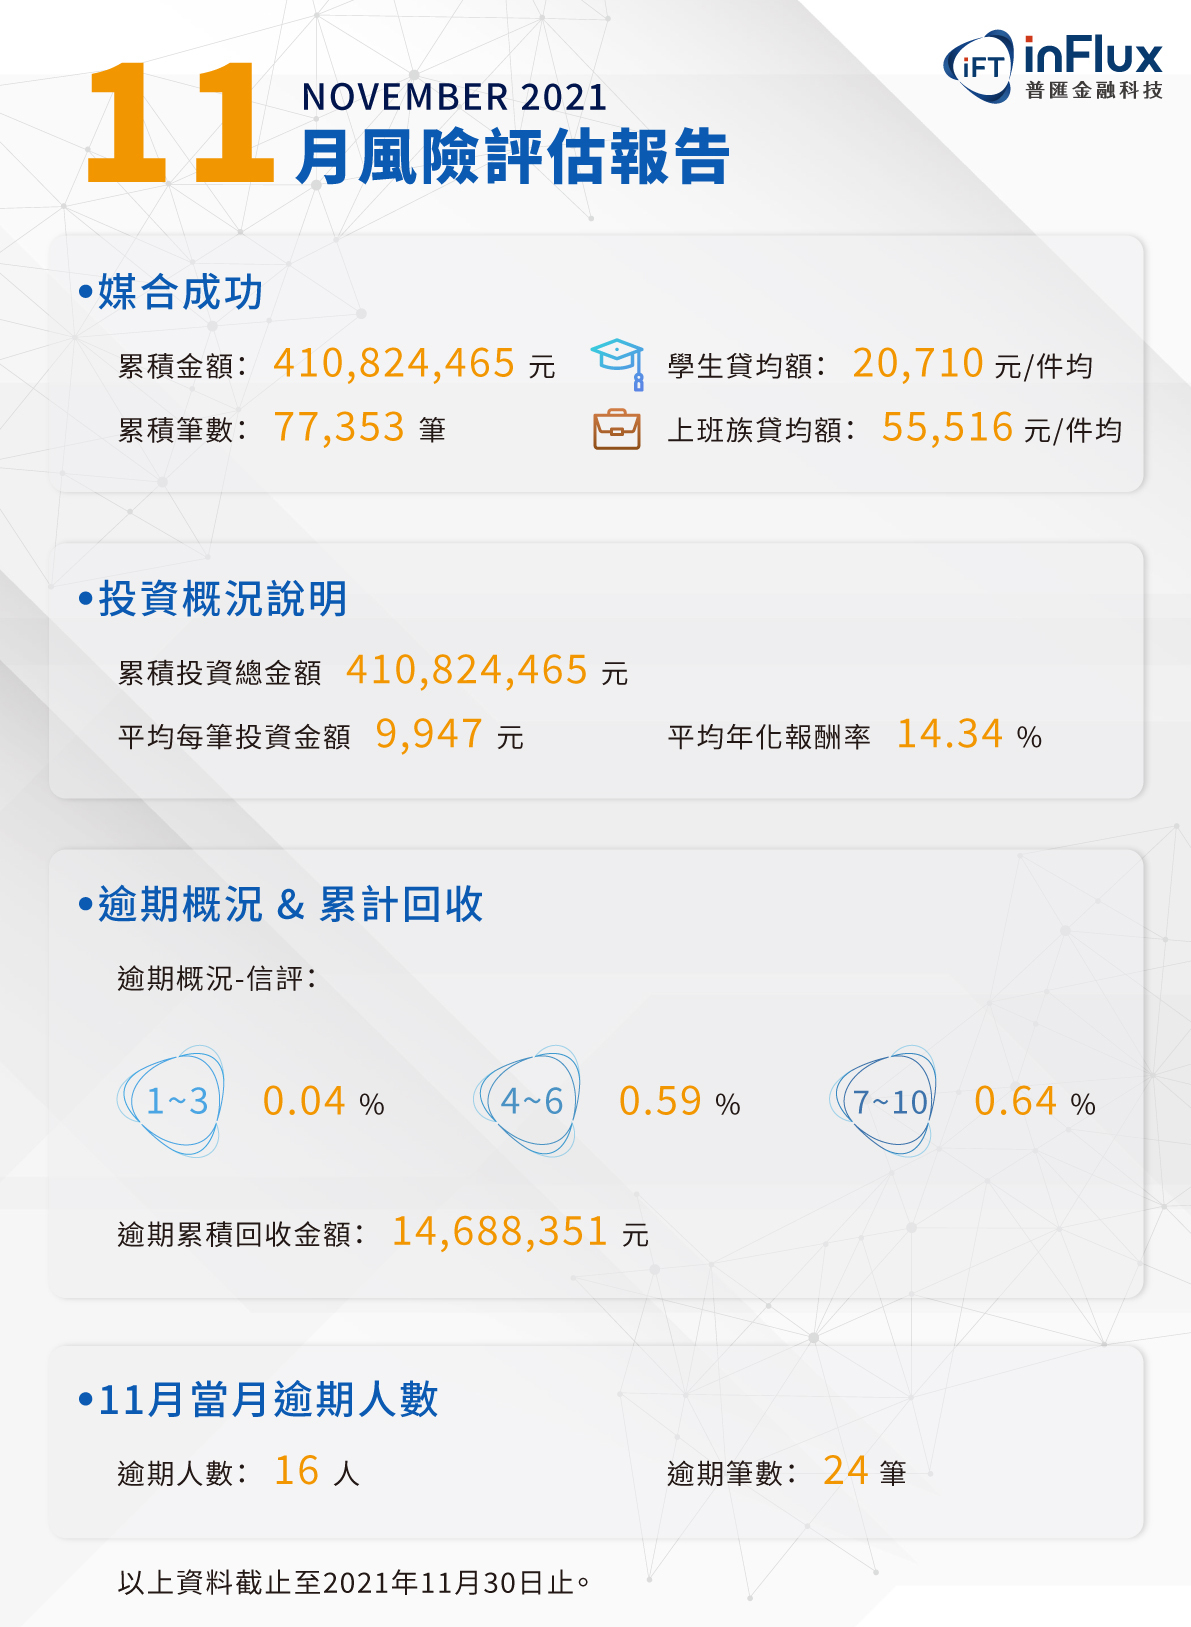 iFT inFlux
普匯金融科技
11
NOVEMBER 2021
月風險評估報告
•媒合成功
累積金額： 410,824,465 元
學生貸均額： 20,710 元/件均
累積筆數： 77,353 筆
上班族貸均額： 55,516 元/件均
•投資概況說明
累積投資總金額 410,824,465 元
平均每筆投資金額 9,947 元
平均年化報酬率 14.34 %
•逾期概況 & 累計回收
逾期概況-信評：
1~3 0.04 %
4~6 0.59 %
7~10 0.64 %
逾期累積回收金額： 14,688,351 元
•11月當月逾期人數
逾期人數： 16 人
逾期筆數： 24 筆
以上資料截止至2021年11月30日止。